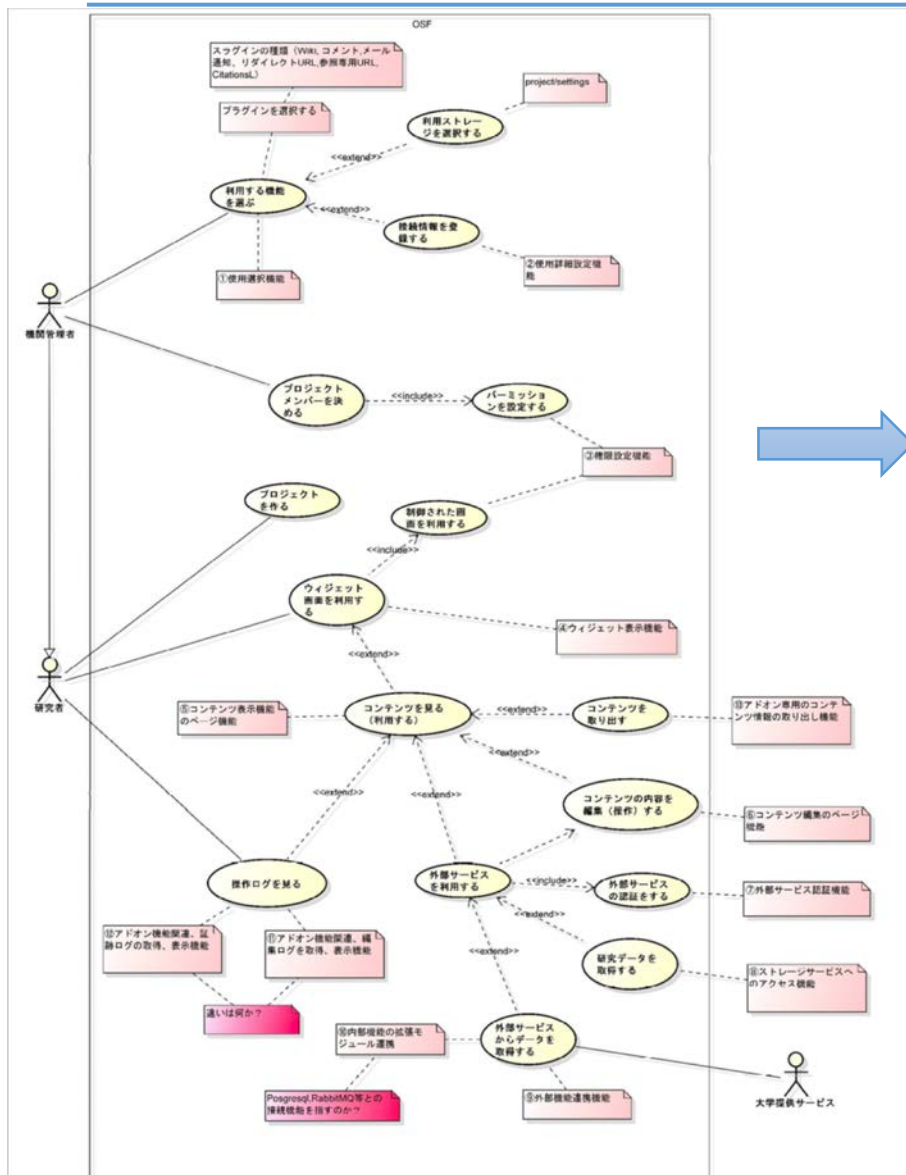 OSF
スラグインの種類（Wiki, コメント,メール
通知、リダイレクトURL,参照専用URL,
CitationsL）
project/settings
プラグインを選択する
利用ストレー
ジを選択する
<<extend>>
利用する機能
を選ぶ
<<extend>>
接続情報を登
録する
①使用選択機能
②使用詳細設定機
能
機関管理者
プロジェクト
メンバーを決
める
<<include>>
パーミッショ
ンを設定する
③権限設定機能
プロジェクト
を作る
制御された画
面を利用する
<<include>>
ウィジェット
画面を利用す
る
④ウィジェット表示機能
<<extend>>
研究者
⑤コンテンツ表示機能
のページ機能
コンテンツを見る
（利用する）
<<extend>>
コンテンツを
取り出す
⑬アドオン専用のコンテ
ンツ情報の取り出し機能
<<extend>>
<<extend>>
<<extend>>
コンテンツの内容を
編集（操作）する
⑥コンテンツ編集のページ
機能
操作ログを見る
外部サービス
を利用する
<<include>>
外部サービス
の認証をする
⑦外部サービス認証機能
⑫アドオン機能関連、証
跡ログの取得、表示機能
⑪アドオン機能関連、編
集ログを取得、表示機能
<<extend>>
<<extend>>
研究データを
取得する
⑧ストレージサービスへ
のアクセス機能
違いは何か？
⑩内部機能の拡張モ
ジュール連携
外部サービス
からデータを
取得する
Posgresql,RabbitMQ等との
接続機能を指すのか？
⑨外部機能連携機能
大学提供サービス